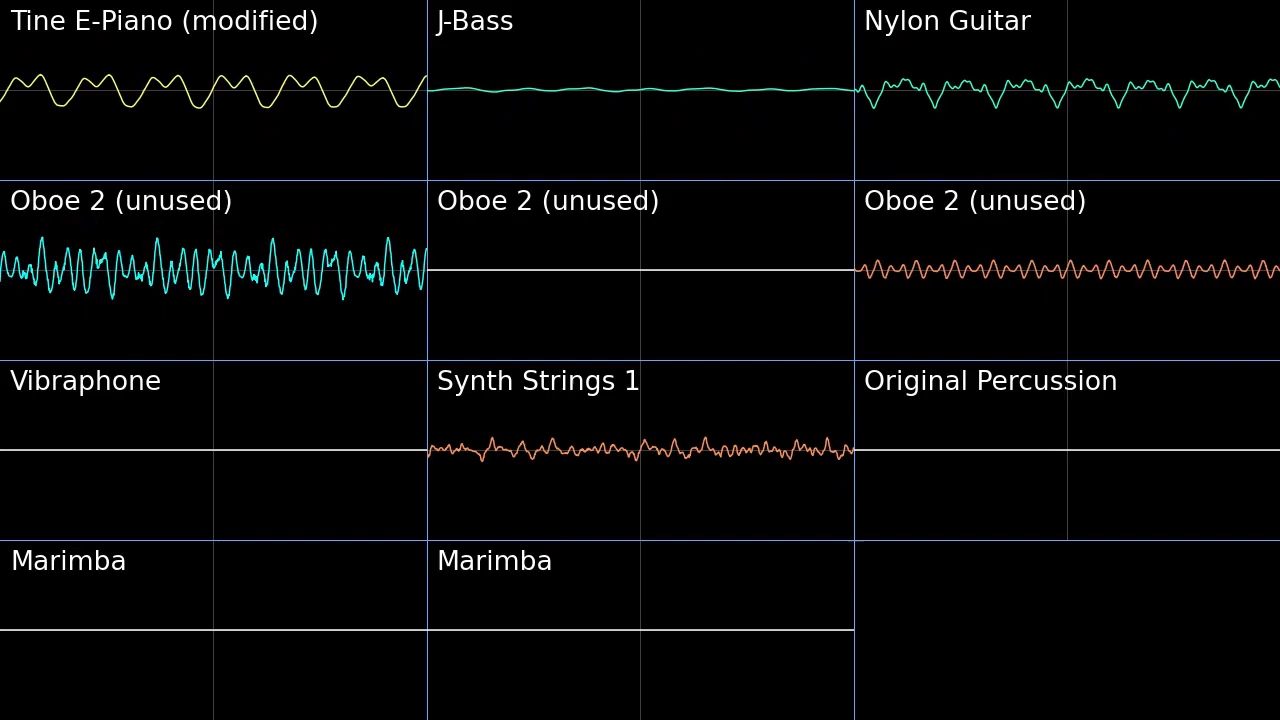 Tine E-Piano (modified)
J-Bass
Nylon Guitar
Oboe 2 (unused)
Oboe 2 (unused)
Oboe 2 (unused)
Vibraphone
Synth Strings 1
Original Percussion
Marimba
Marimba